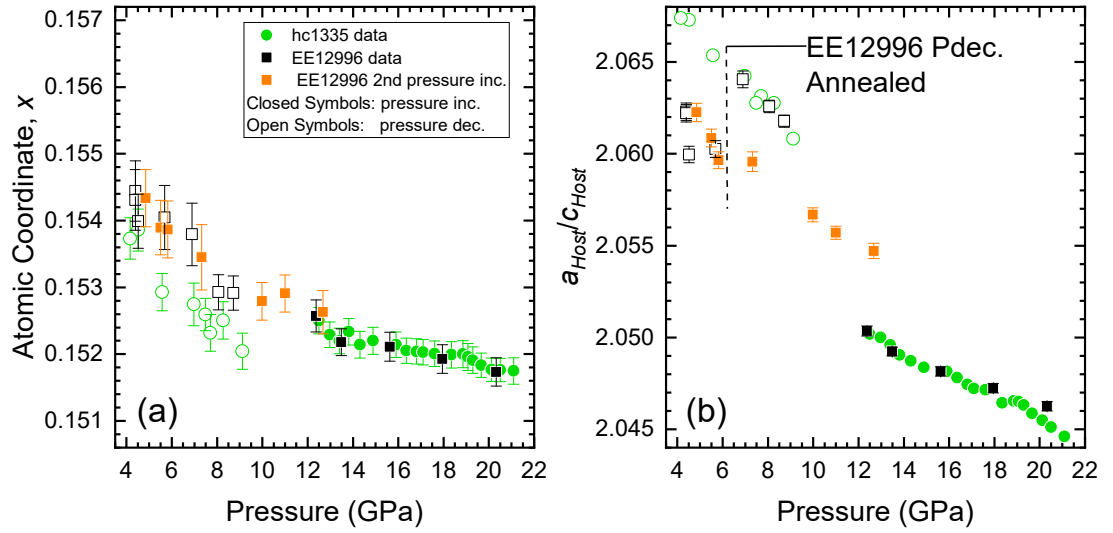 0.157
0.156
0.155
0.154
0.153
0.152
0.151
Atomic Coordinate, x
hc1335 data
EE12996 data
EE12996 2nd pressure inc.
Closed Symbols: pressure inc.
Open Symbols: pressure dec.
(a)
4 6 8 10 12 14 16 18 20 22
Pressure (GPa)
2.065
2.060
2.055
2.050
2.045
aHost/cHost
EE12996 Pdec.
Annealed
(b)
4 6 8 10 12 14 16 18 20 22
Pressure (GPa)